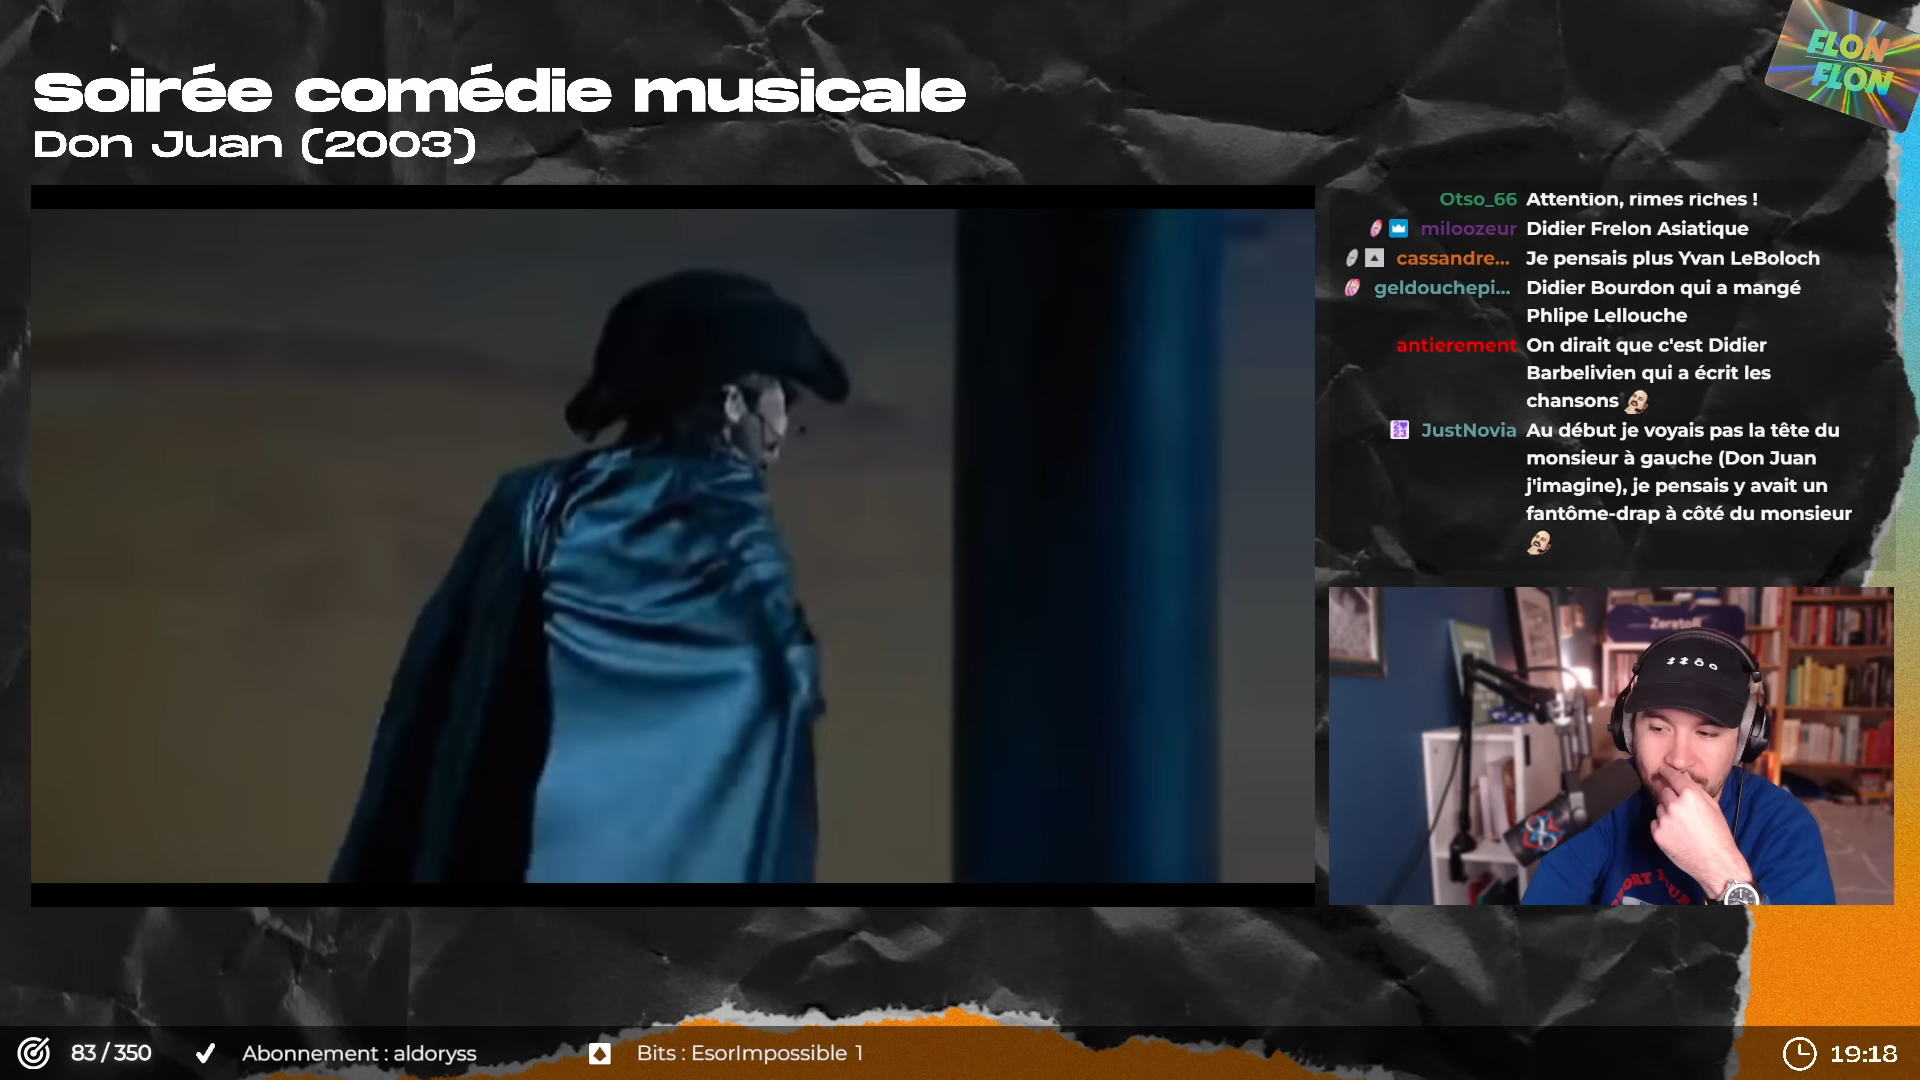 Soirée comédie musicale
Don Juan (2003)
FLON
FLON
Otso_66 Attention, rimes riches !
miloozeur Didier Frelon Asiatique
cassandre... Je pensais plus Yvan LeBoloch
geldouchepi... Didier Bourdon qui a mangé
Phlipe Lellouche
antierement On dirait que c'est Didier
Barbelivien qui a écrit les
chansons
JustNovia Au début je voyais pas la tête du
monsieur à gauche (Don Juan
j'imagine), je pensais y avait un
fantôme-drap à côté du monsieur
83 / 350
Abonnement : aldoryss
Bits : EsorImpossible 1
19:18